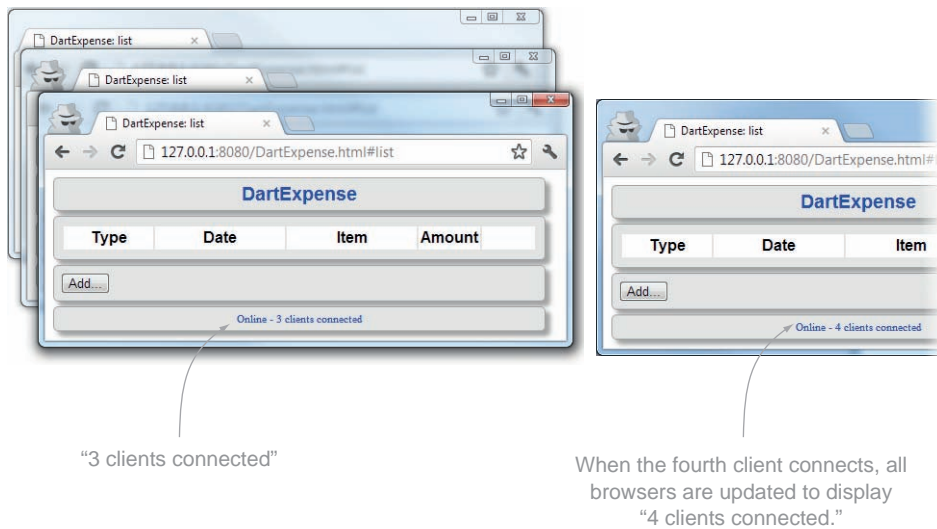 DartExpense: list
DartExpense: list
DartExpense: list
127.0.0.1:8080/DartExpense.html#list
DartExpense
Type Date Item Amount
Add...
Online - 3 clients connected
“3 clients connected”
DartExpense: list
127.0.0.1:8080/DartExpense.html#
DartExpense
Type Date Item
Add...
Online - 4 clients connected
When the fourth client connects, all
browsers are updated to display
“4 clients connected.”